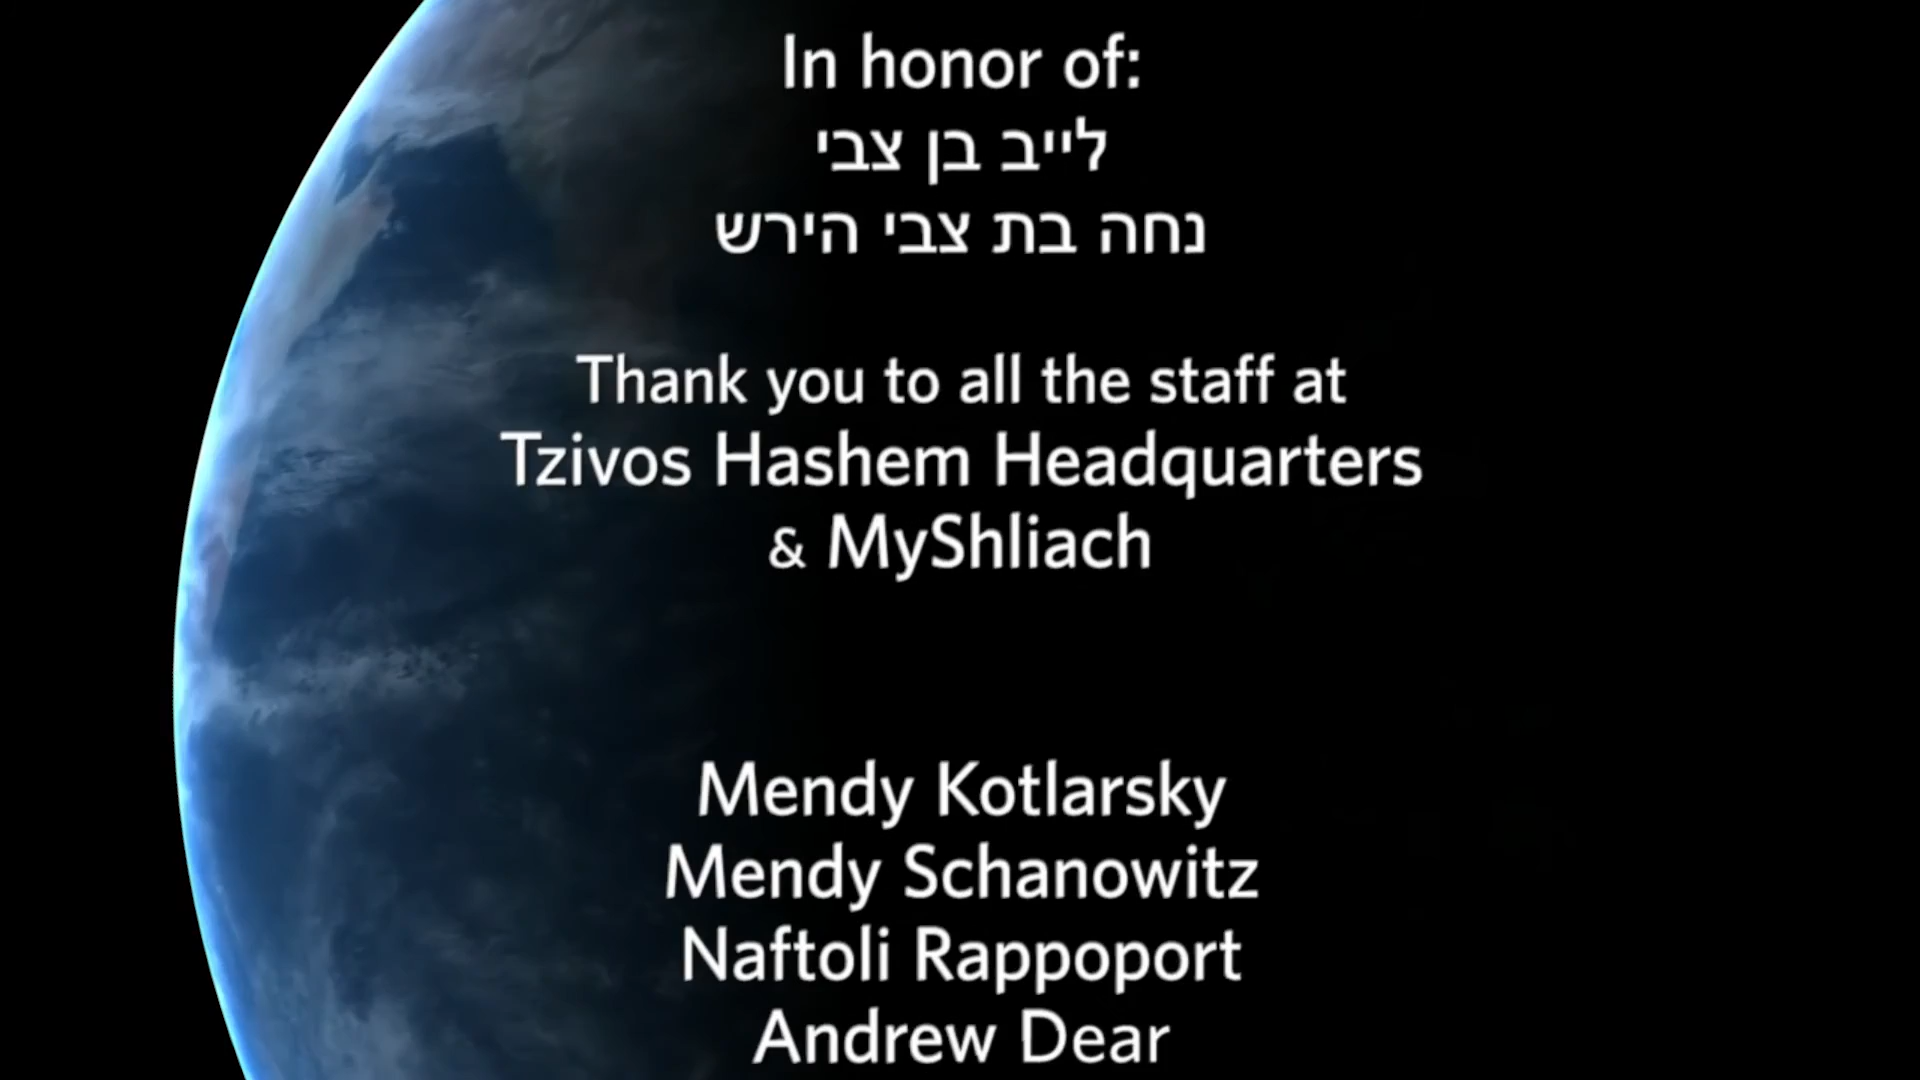 In honor of:
לייב בן צבי
נחה בת צבי הירש
Thank you to all the staff at
Tzivos Hashem Headquarters
& MyShliach
Mendy Kotlarsky
Mendy Schanowitz
Naftoli Rappoport
Andrew Dear